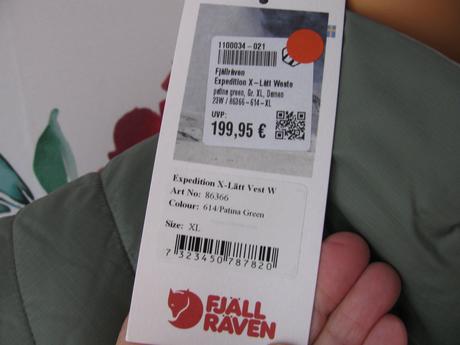 1100034-021
Fjällräven
Expedition X-Lätt Weste
patina green, Gr. XL, Damen
23W / 86366-614-XL
UVP:
199,95 €
Expedition X-Lätt Vest W
Art No: 86366
Colour: 614/Patina Green
Size: XL
7 323450 787820
FJÄLL
RÄVEN